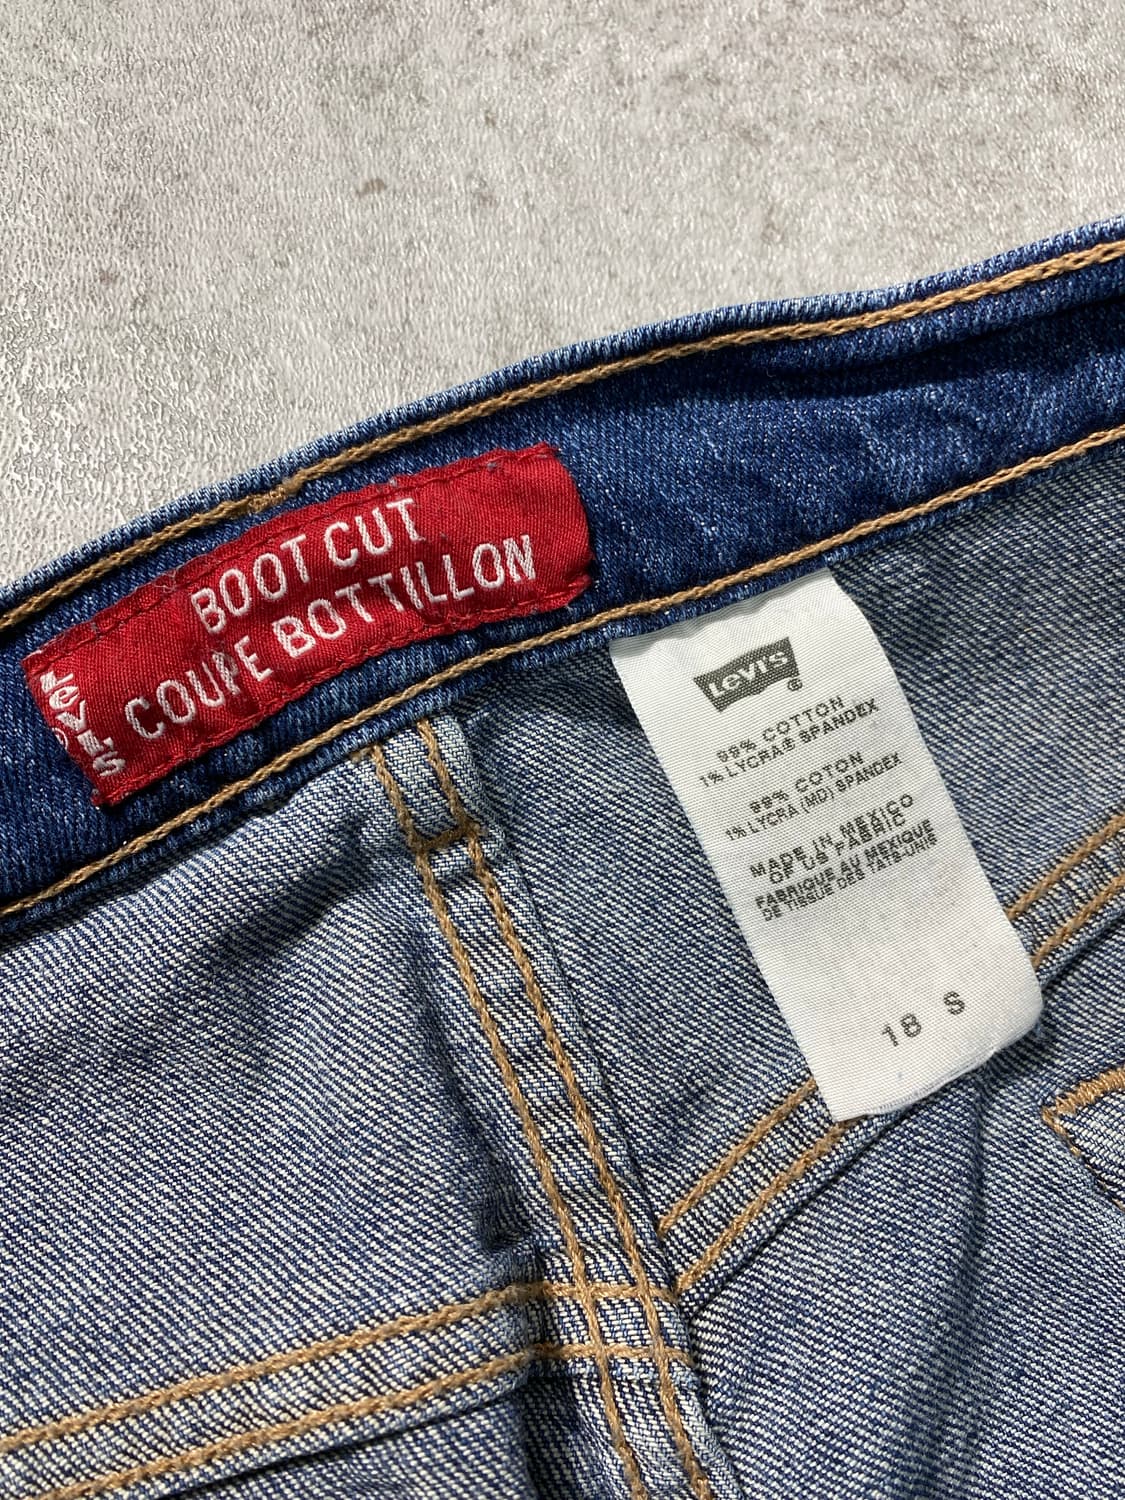 BOOT CUT
COUPE BOTTILLON
LEVI'S
®
Levi's
®
99% COTTON
1% LYCRA® SPANDEX
99% COTON
1% LYCRA (MD) SPANDEX
MADE IN MEXICO
OF US FABRIC
FABRIQUE AU MEXIQUE
DE TISSUE DES TATS-UNIS
18 S